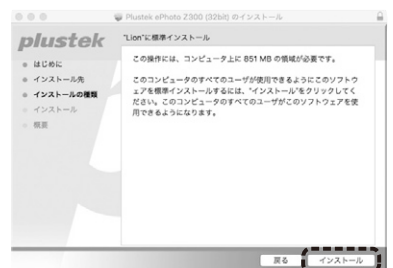 Plustek ePhoto Z300 (32bit) のインストール
plustek
"Lion"に標準インストール
はじめに
インストール先
インストールの種類
インストール
概要
この操作には、コンピュータ上に 851 MB の領域が必要です。
このコンピュータのすべてのユーザが使用できるようにこのソフトウ
ェアを標準インストールするには、"インストール"をクリックしてく
ださい。このコンピュータのすべてのユーザがこのソフトウェアを使
用できるようになります。
戻る
インストール